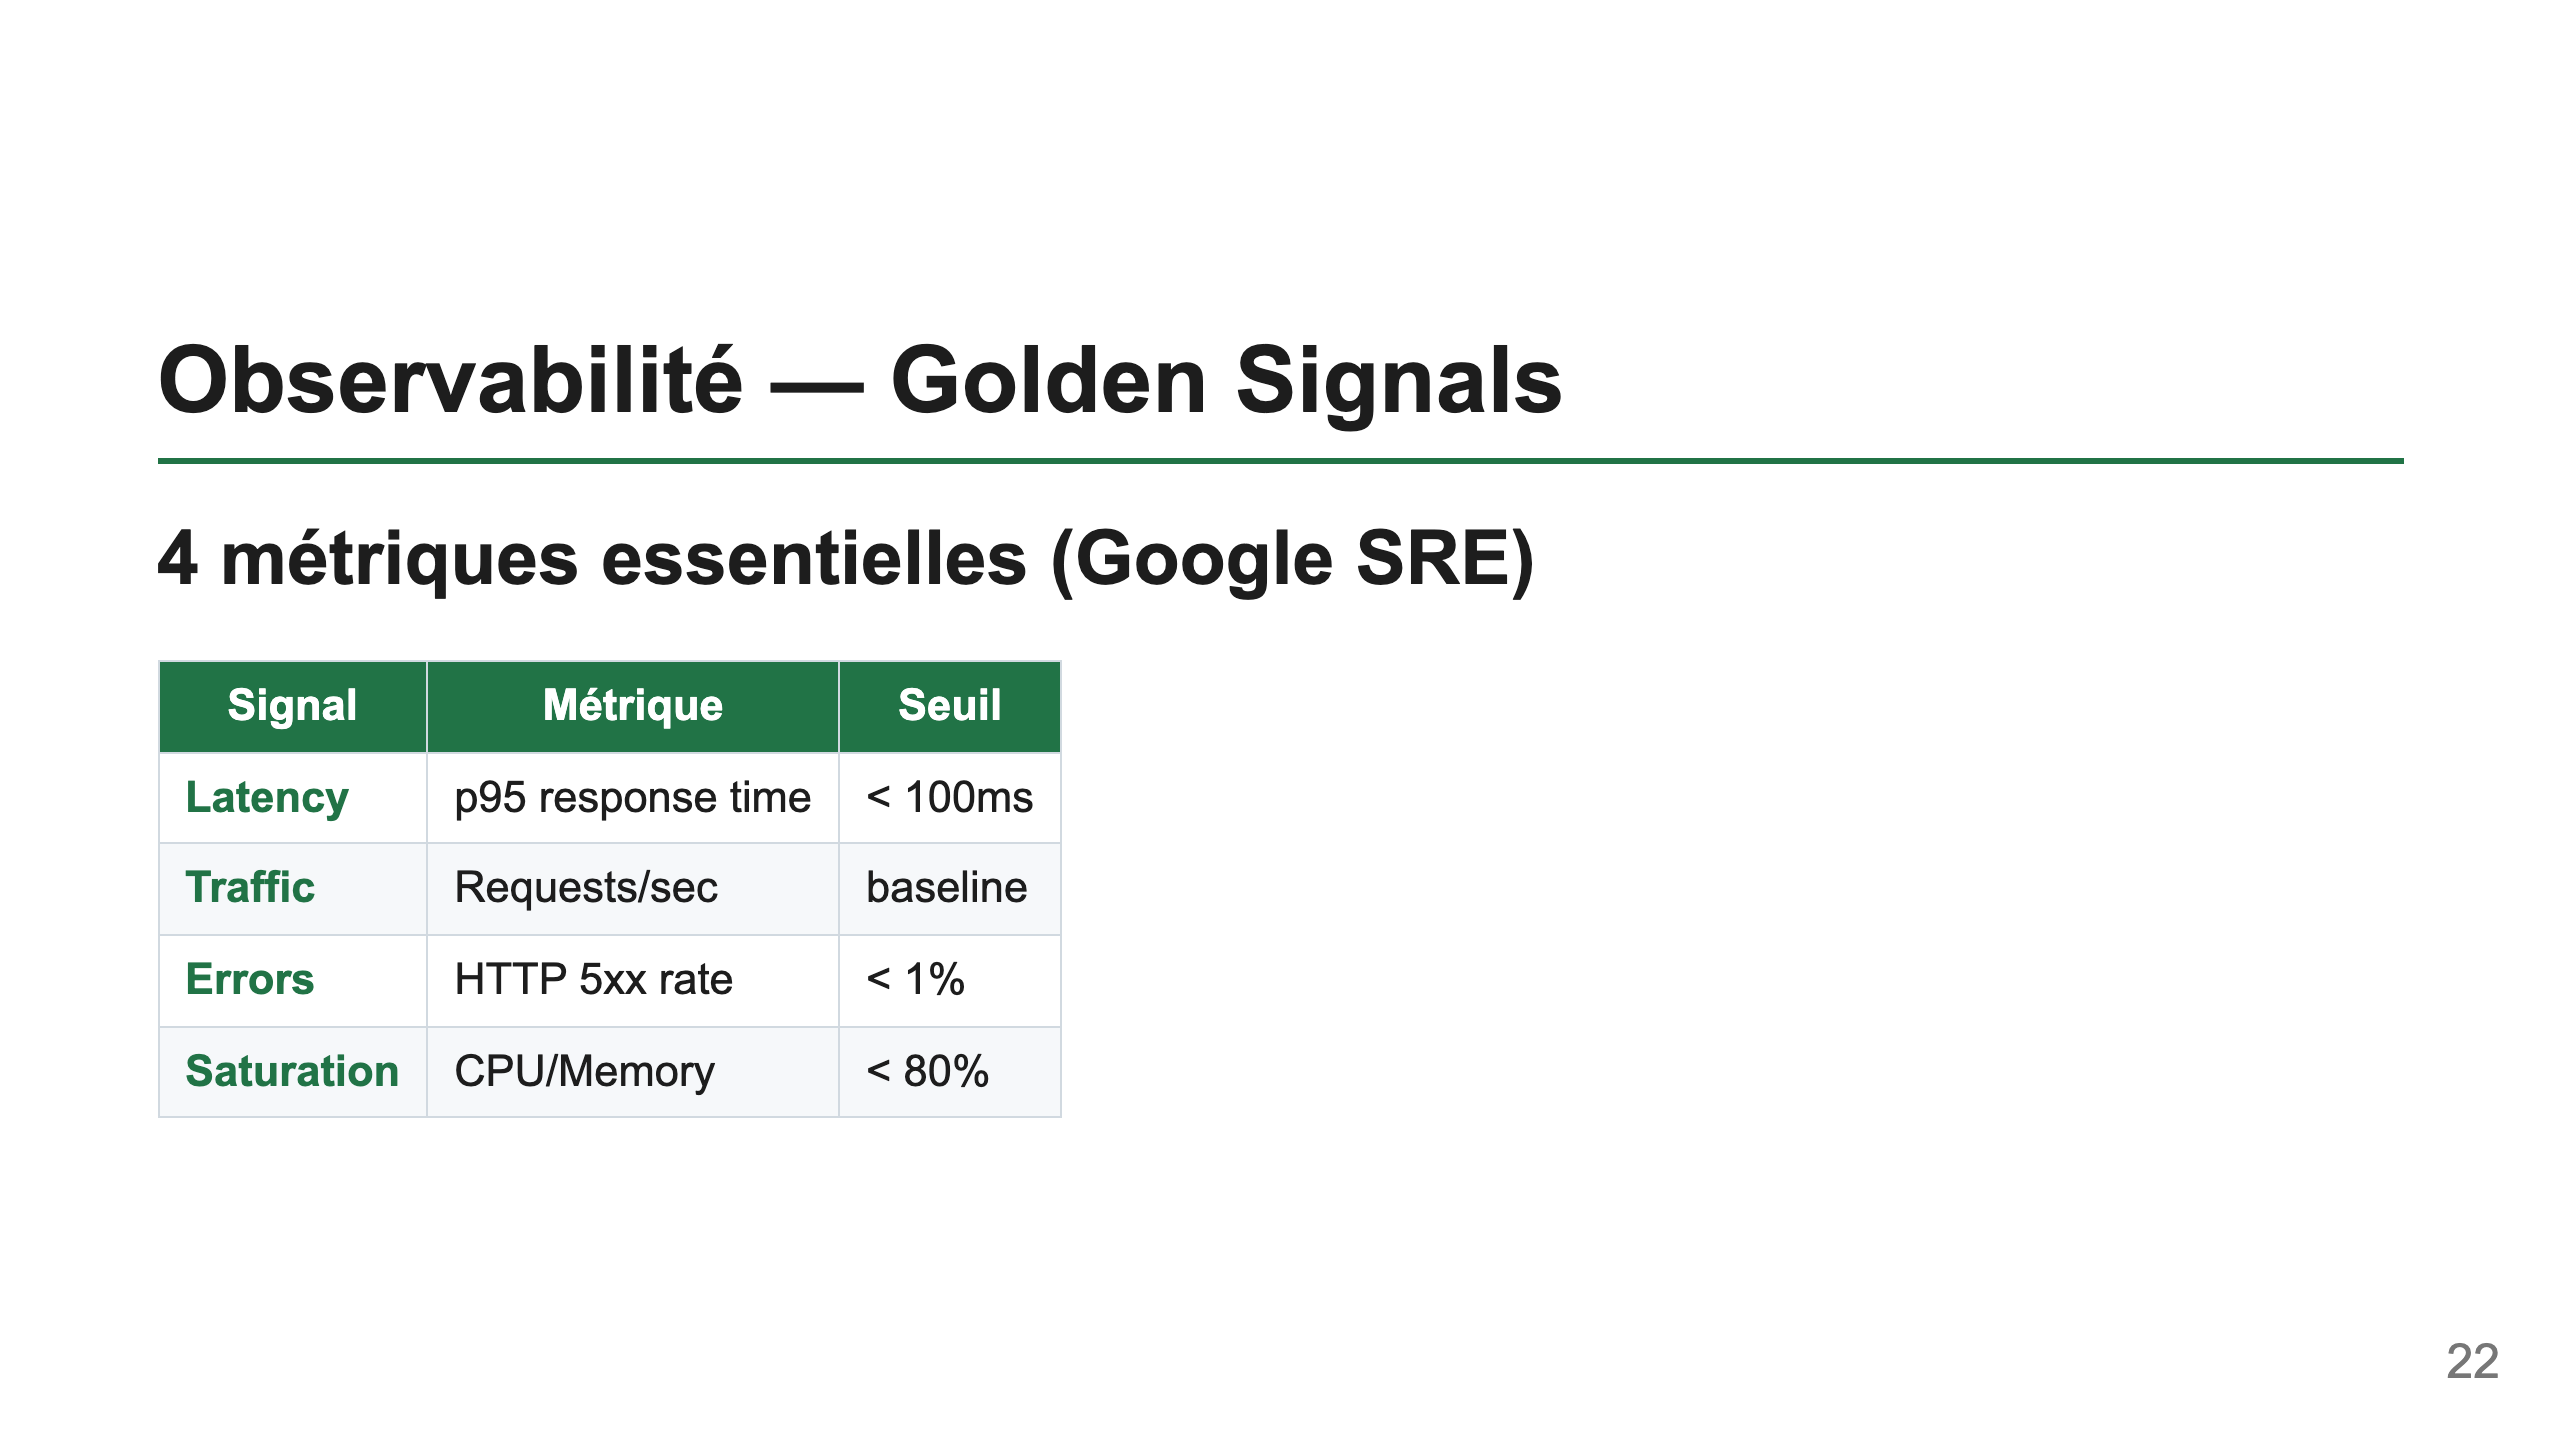 Observabilité — Golden Signals
4 métriques essentielles (Google SRE)
Signal Métrique Seuil
Latency p95 response time < 100ms
Traffic Requests/sec baseline
Errors HTTP 5xx rate < 1%
Saturation CPU/Memory < 80%
22